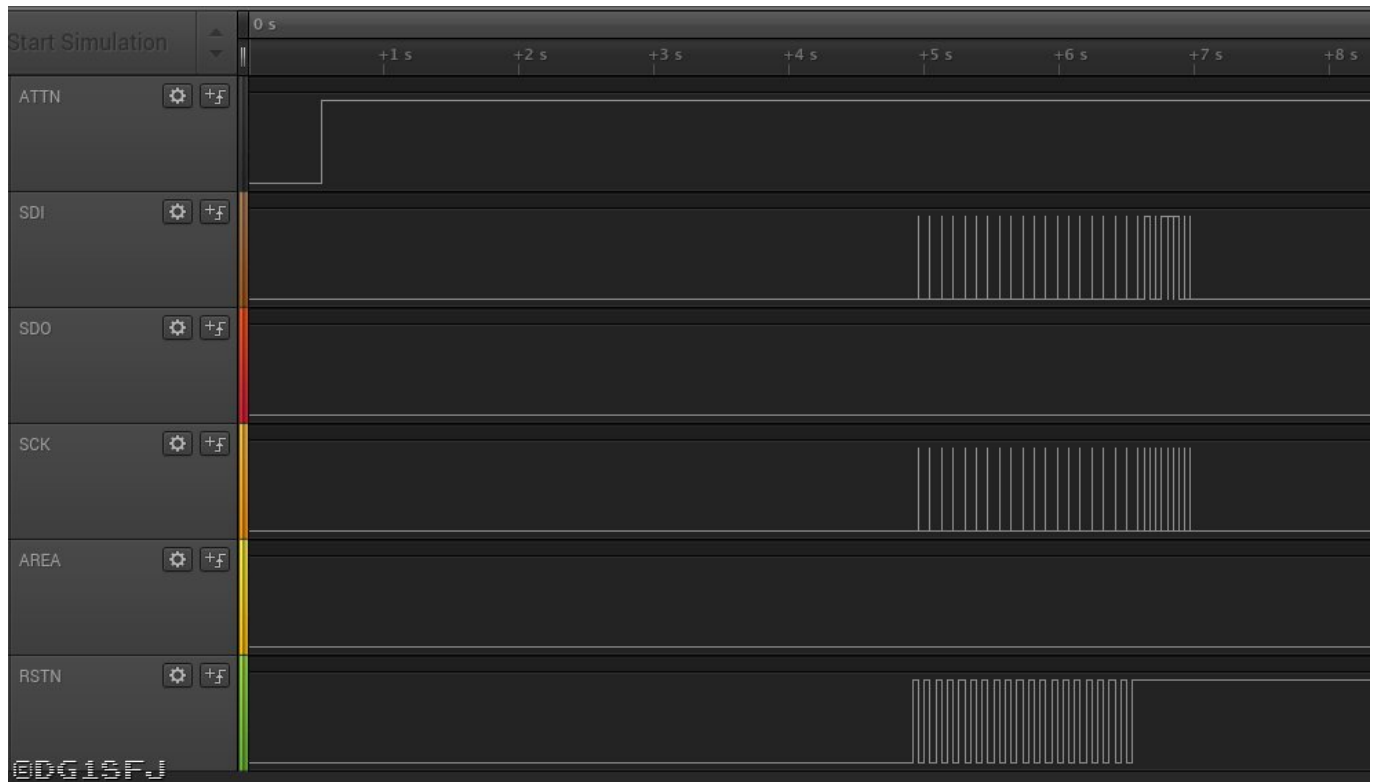 0 s
Start Simulation
+1 s +2 s +3 s +4 s +5 s +6 s +7 s +8 s
ATTN
SDI
SDO
SCK
AREA
RSTN
©DG1SFJ